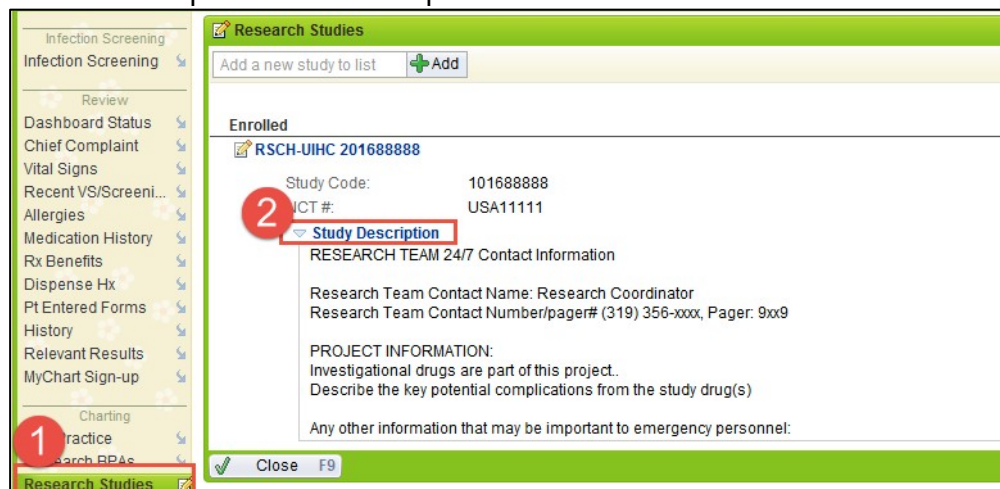 Infection Screening
Infection Screening
Review
Dashboard Status
Chief Complaint
Vital Signs
Recent VS/Screeni...
Allergies
Medication History
Rx Benefits
Dispense Hx
Pt Entered Forms
History
Relevant Results
MyChart Sign-up
Charting
1
Research Studies
Research Studies
Add a new study to list Add
Enrolled
RSCH-UIHC 201688888
Study Code: 101688888
2
#: USA11111
Study Description
RESEARCH TEAM 24/7 Contact Information
Research Team Contact Name: Research Coordinator
Research Team Contact Number/pager# (319) 356-xxxx, Pager: 9xx9
PROJECT INFORMATION:
Investigational drugs are part of this project..
Describe the key potential complications from the study drug(s)
Any other information that may be important to emergency personnel:
Close F9